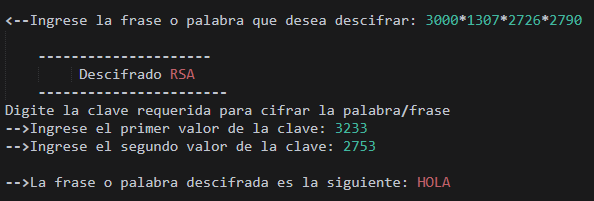 <--Ingrese la frase o palabra que desea descifrar: 3000*1307*2726*2790
---------------------
Descifrado RSA
-----------------------
Digite la clave requerida para cifrar la palabra/frase
-->Ingrese el primer valor de la clave: 3233
-->Ingrese el segundo valor de la clave: 2753
-->La frase o palabra descifrada es la siguiente: HOLA